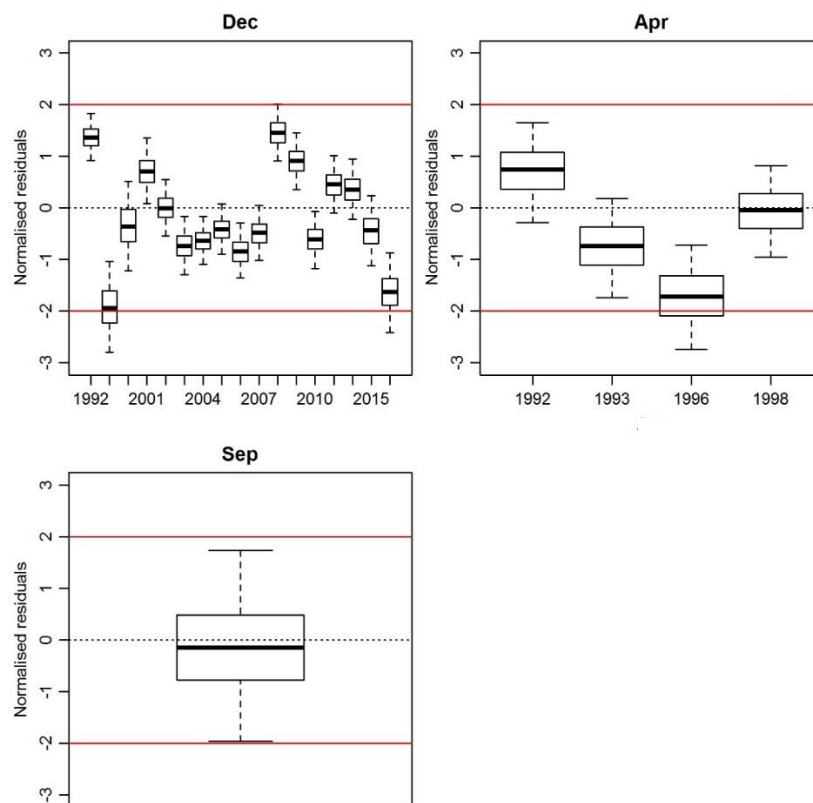 Dec
Normalised residuals
3
2
1
0
-1
-2
-3
1992 2001 2004 2007 2010 2015
Apr
Normalised residuals
3
2
1
0
-1
-2
-3
1992 1993 1996 1998
Sep
Normalised residuals
3
2
1
0
-1
-2
-3